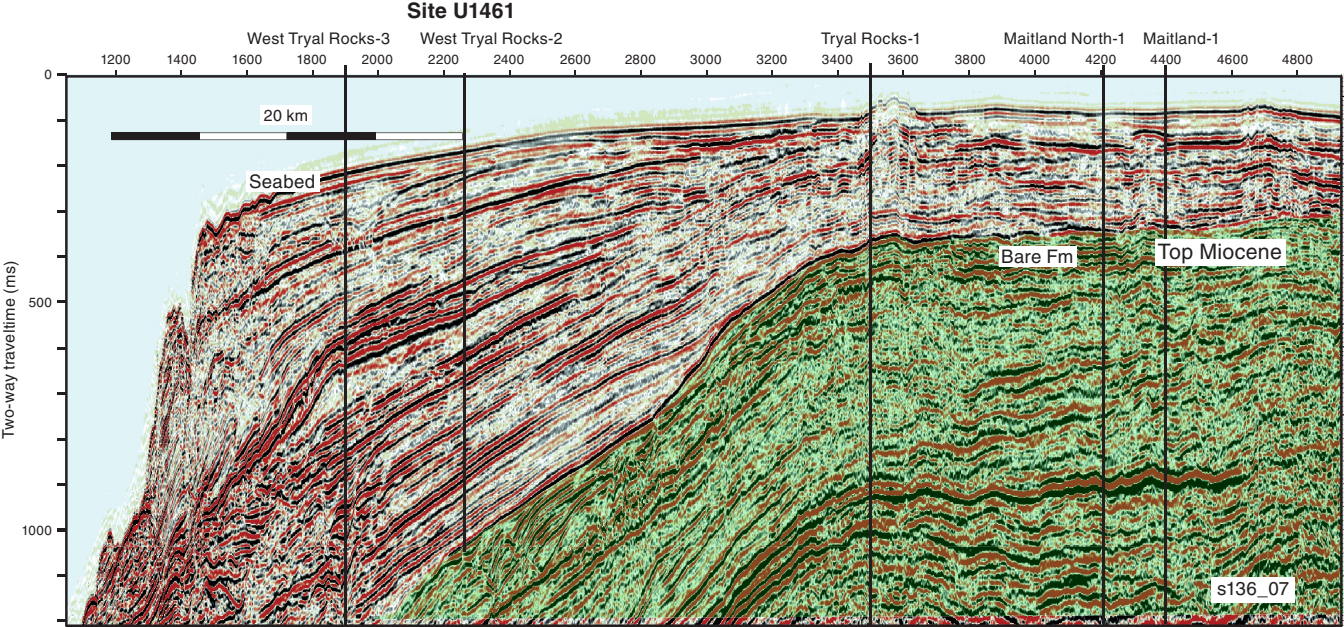 Site U1461
West Tryal Rocks-3 West Tryal Rocks-2 Tryal Rocks-1 Maitland North-1 Maitland-1
1200 1400 1600 1800 2000 2200 2400 2600 2800 3000 3200 3400 3600 3800 4000 4200 4400 4600 4800
0
20 km
Seabed
Bare Fm
Top Miocene
500
Two-way traveltime (ms)
1000
s136_07